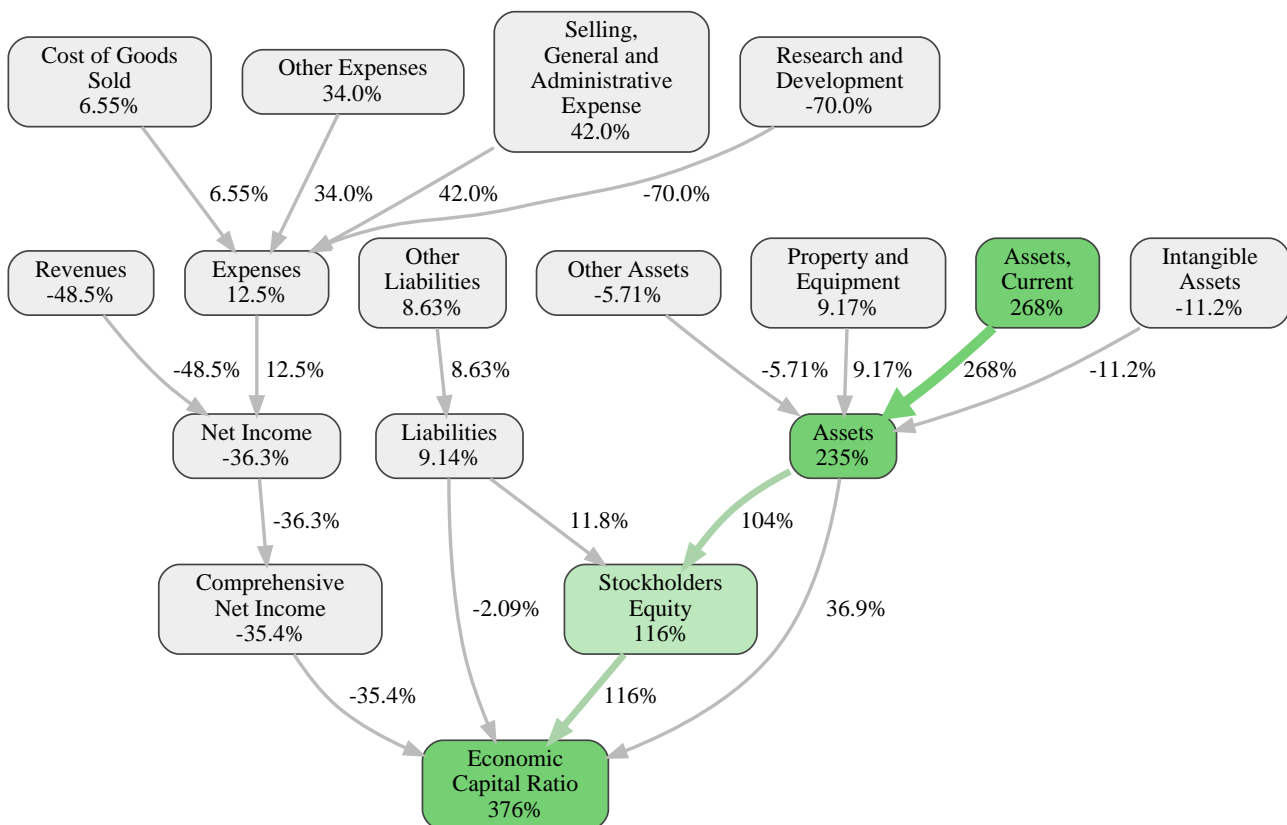 Cost of Goods
Sold
6.55%
Other Expenses
34.0%
Selling,
General and
Administrative
Expense
42.0%
Research and
Development
-70.0%
6.55%
34.0%
42.0%
-70.0%
Revenues
-48.5%
Expenses
12.5%
Other
Liabilities
8.63%
Other Assets
-5.71%
Property and
Equipment
9.17%
Assets,
Current
268%
Intangible
Assets
-11.2%
-48.5%
12.5%
8.63%
-5.71%
9.17%
268%
-11.2%
Net Income
-36.3%
Liabilities
9.14%
Assets
235%
-36.3%
11.8%
104%
Comprehensive
Net Income
-35.4%
-2.09%
Stockholders
Equity
116%
36.9%
-35.4%
116%
Economic
Capital Ratio
376%